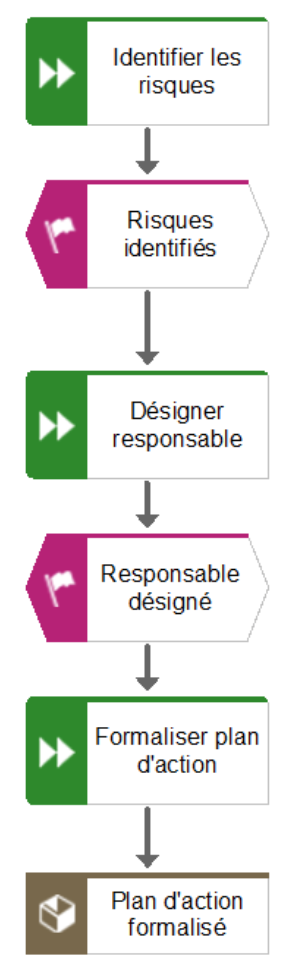 Identifier les
risques
Risques
identifiés
Désigner
responsable
Responsable
désigné
Formaliser plan
d'action
Plan d'action
formalisé